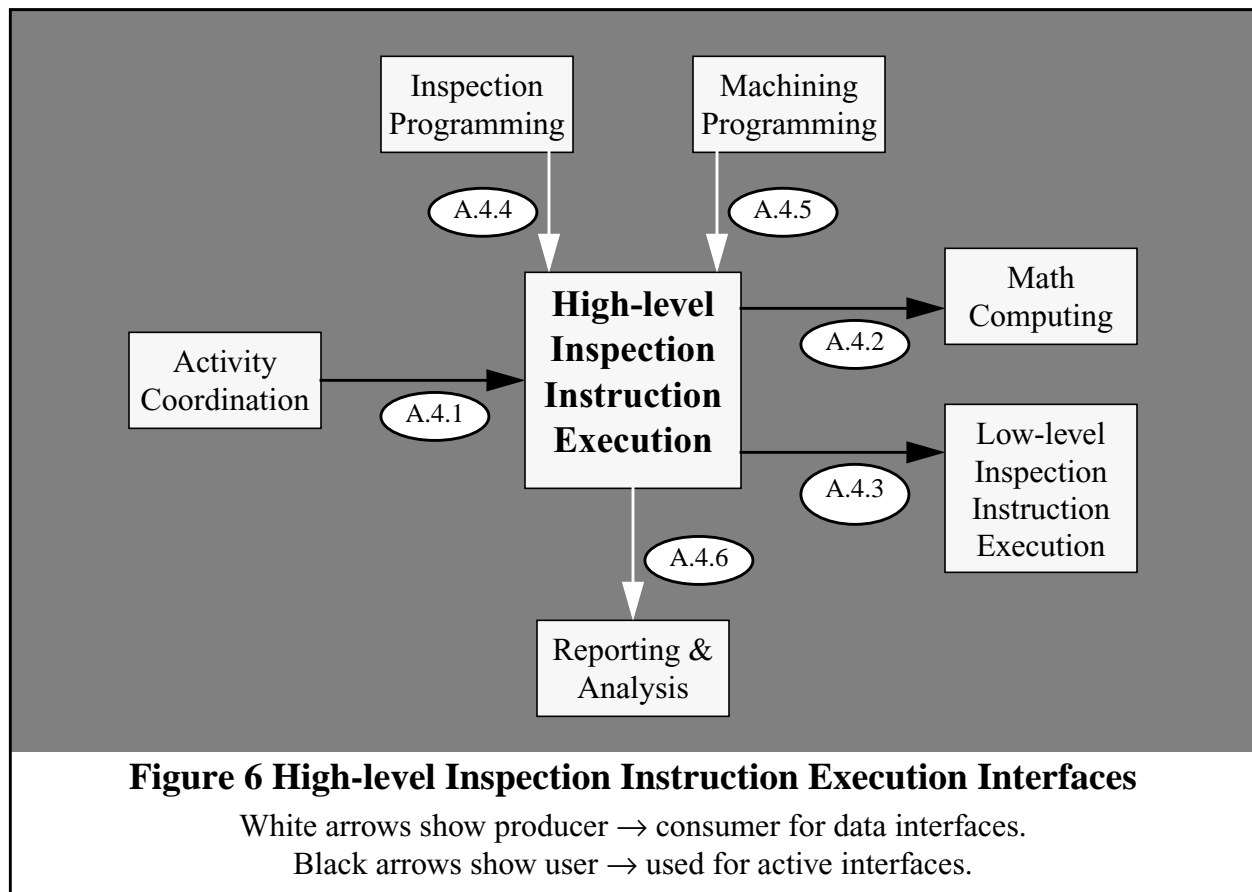 Inspection
Programming
Machining
Programming
A.4.4
A.4.5
High-level
Inspection
Instruction
Execution
Math
Computing
A.4.2
Activity
Coordination
A.4.1
Low-level
Inspection
Instruction
Execution
A.4.3
A.4.6
Reporting &
Analysis
Figure 6 High-level Inspection Instruction Execution Interfaces
White arrows show producer → consumer for data interfaces.
Black arrows show user → used for active interfaces.